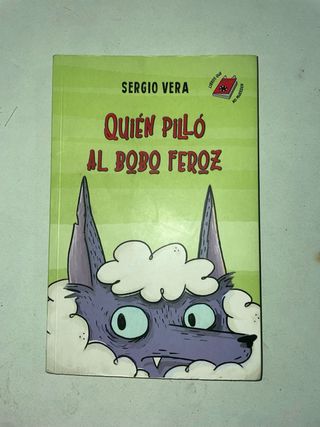 SERGIO VERA
QUIÉN PILLÓ
AL BOBO FEROZ